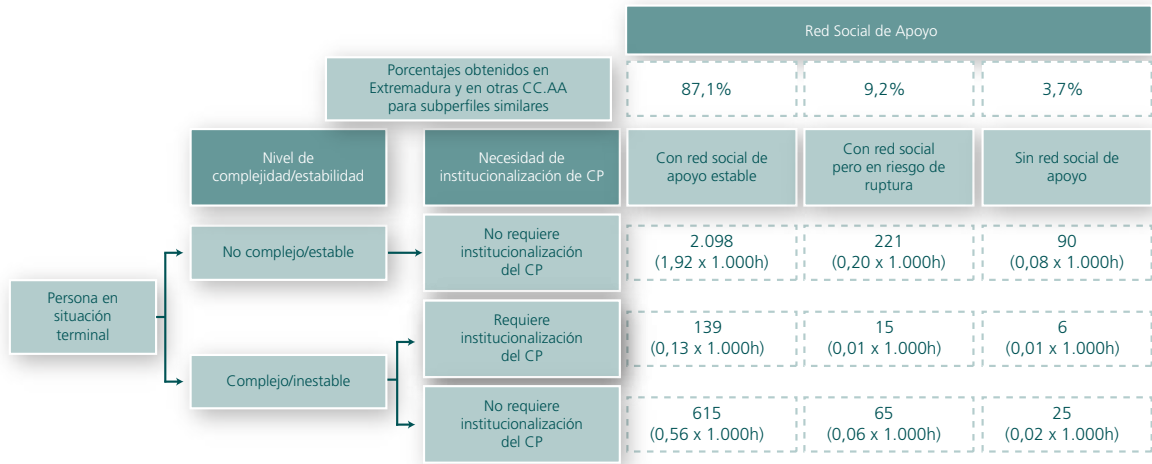 Red Social de Apoyo
Porcentajes obtenidos en
Extremadura y en otras CC.AA
para subperfiles similares
87,1%
9,2%
3,7%
Nivel de
complejidad/estabilidad
Necesidad de
institucionalización de CP
Con red social de
apoyo estable
Con red social
pero en riesgo de
ruptura
Sin red social de
apoyo
No complejo/estable
No requiere
institucionalización
del CP
2.098
(1,92 x 1.000h)
221
(0,20 x 1.000h)
90
(0,08 x 1.000h)
Persona en
situación
terminal
Requiere
institucionalización
del CP
139
(0,13 x 1.000h)
15
(0,01 x 1.000h)
6
(0,01 x 1.000h)
Complejo/inestable
No requiere
institucionalización
del CP
615
(0,56 x 1.000h)
65
(0,06 x 1.000h)
25
(0,02 x 1.000h)